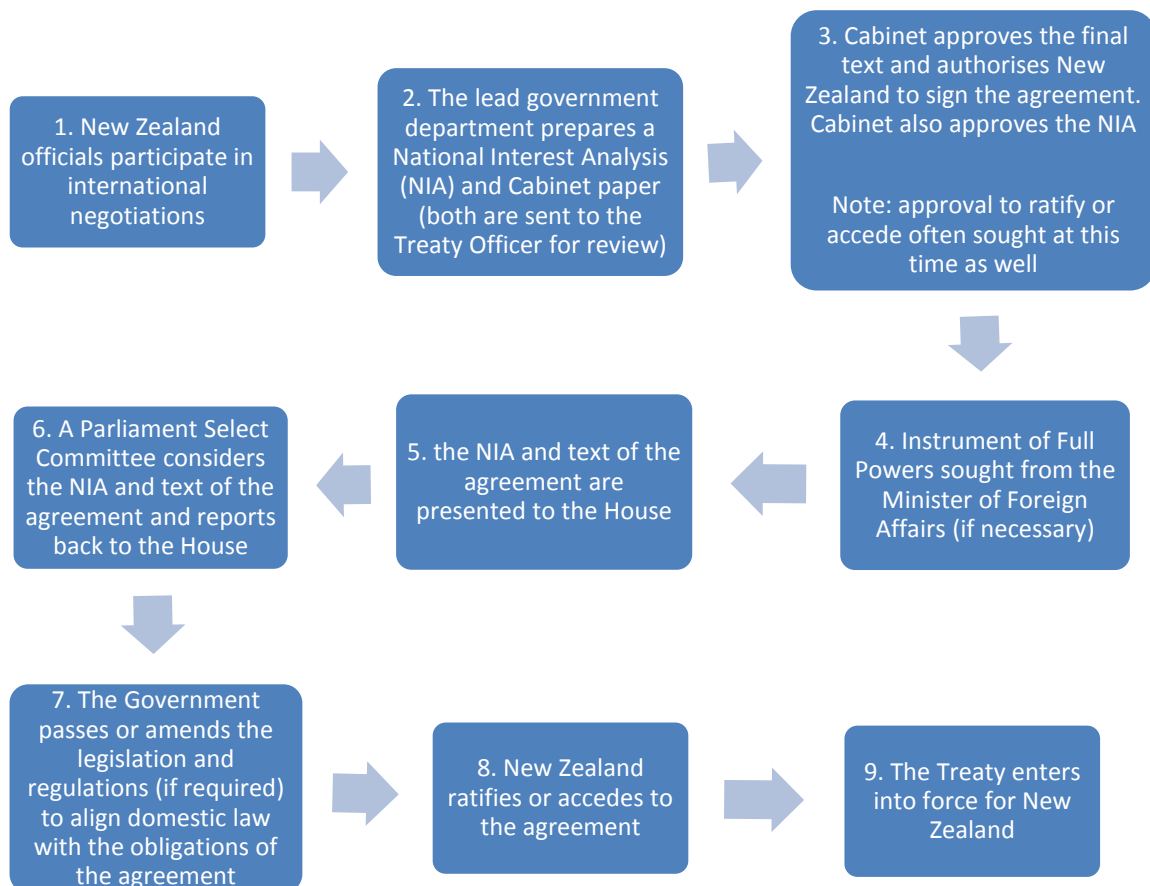 1. New Zealand
officials participate in
international
negotiations
2. The lead government
department prepares a
National Interest Analysis
(NIA) and Cabinet paper
(both are sent to the
Treaty Officer for review)
3. Cabinet approves the final
text and authorises New
Zealand to sign the agreement.
Cabinet also approves the NIA
Note: approval to ratify or
accede often sought at this
time as well
4. Instrument of Full
Powers sought from the
Minister of Foreign
Affairs (if necessary)
5. the NIA and text of the
agreement are
presented to the House
6. A Parliament Select
Committee considers
the NIA and text of the
agreement and reports
back to the House
7. The Government
passes or amends the
legislation and
regulations (if required)
to align domestic law
with the obligations of
the agreement
8. New Zealand
ratifies or accedes to
the agreement
9. The Treaty enters
into force for New
Zealand